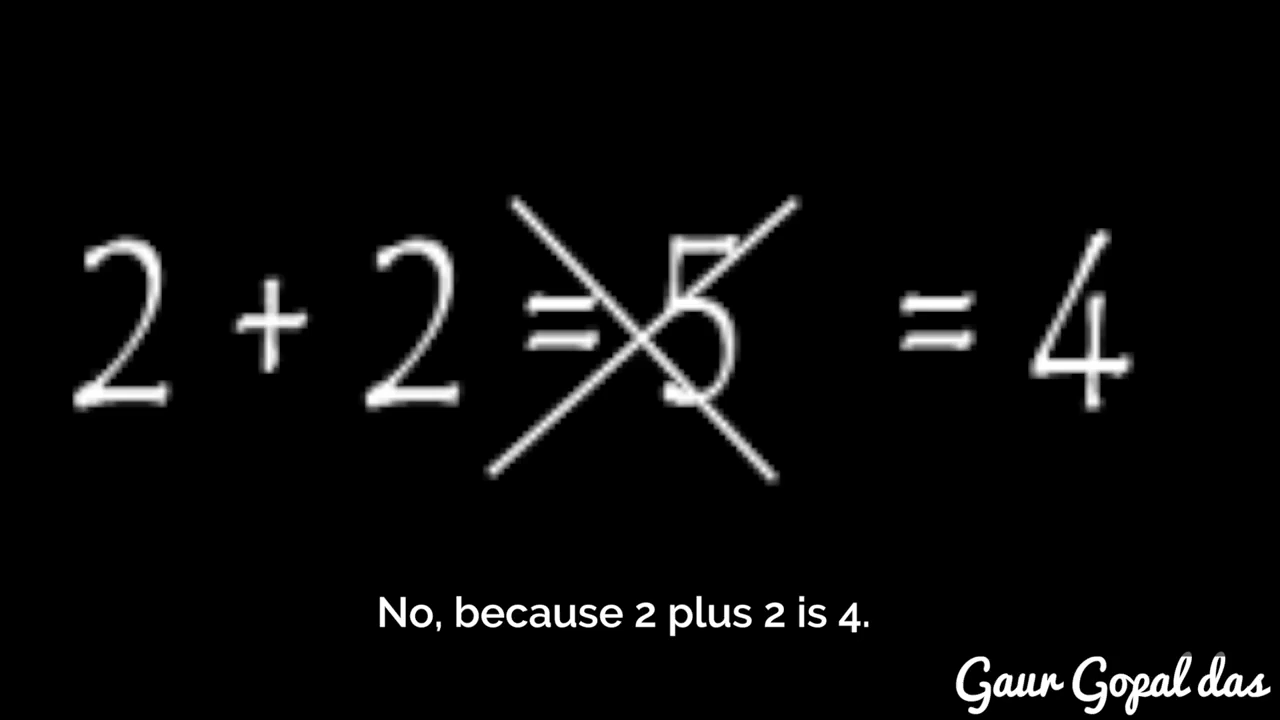 2 + 2 = 5 = 4
No, because 2 plus 2 is 4.
Gaur Gopal das